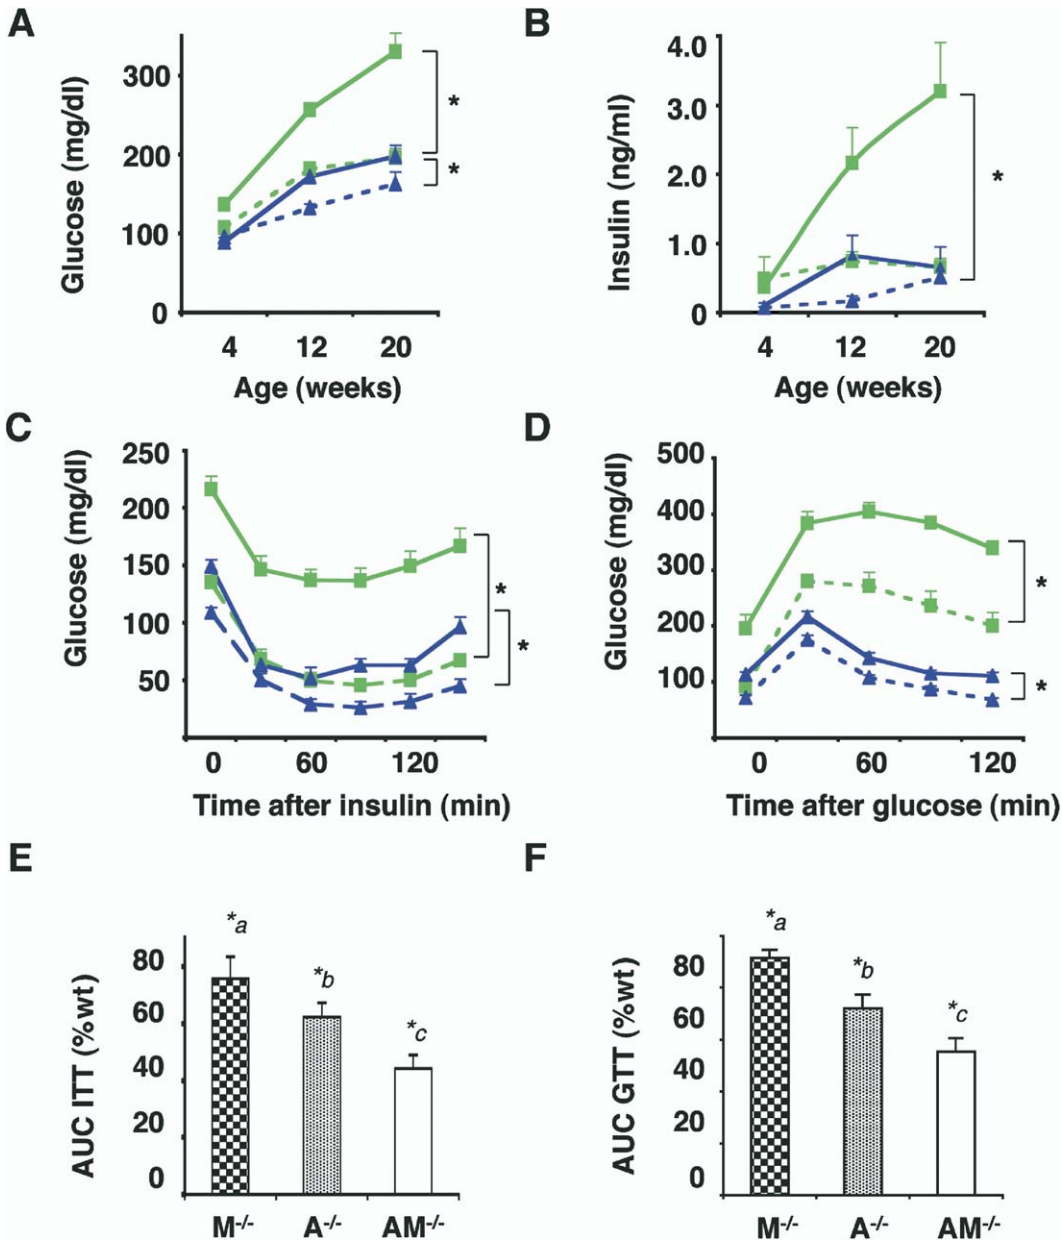 A
Glucose (mg/dl)
300
200
100
0
*
*
4 12 20
Age (weeks)
B
Insulin (ng/ml)
4.0
3.0
2.0
1.0
0
*
4 12 20
Age (weeks)
C
Glucose (mg/dl)
250
200
150
100
50
*
*
0 60 120
Time after insulin (min)
D
Glucose (mg/dl)
500
400
300
200
100
*
*
0 60 120
Time after glucose (min)
E
AUC ITT (%wt)
80
60
40
20
0
*a
*b
*c
M-/- A-/- AM-/-
F
AUC GTT (%wt)
80
60
40
20
0
*a
*b
*c
M-/- A-/- AM-/-